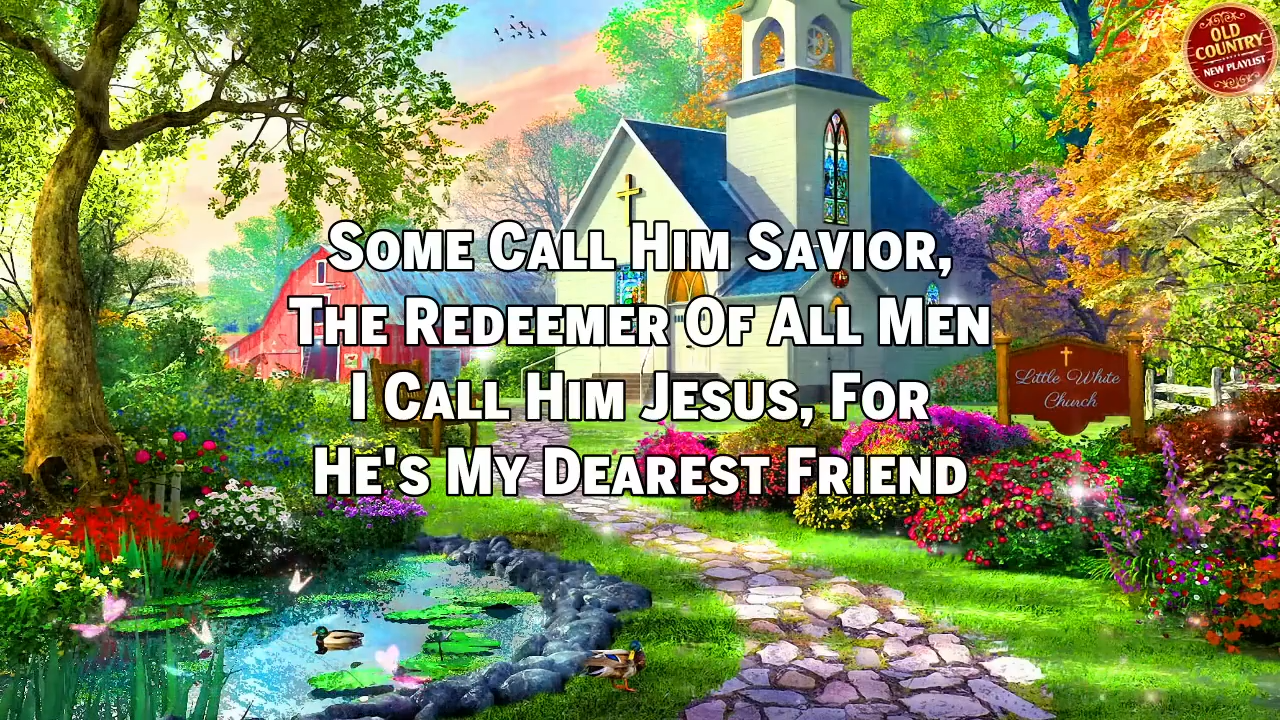 OLD
COUNTRY
NEW PLAYLIST
SOME CALL HIM SAVIOR,
THE REDEEMER OF ALL MEN
I CALL HIM JESUS, FOR
HE'S MY DEAREST FRIEND
Little White
Church